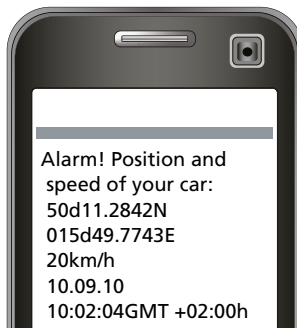 Alarm! Position and
speed of your car:
50d11.2842N
015d49.7743E
20km/h
10.09.10
10:02:04GMT +02:00h